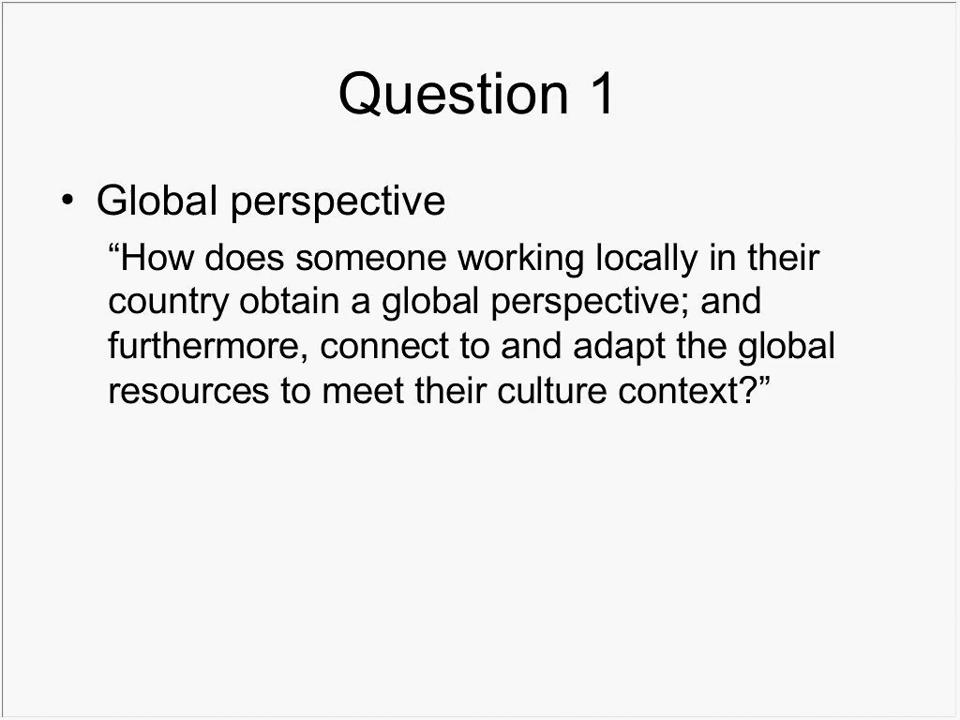 Question 1
• Global perspective
“How does someone working locally in their
country obtain a global perspective; and
furthermore, connect to and adapt the global
resources to meet their culture context?”